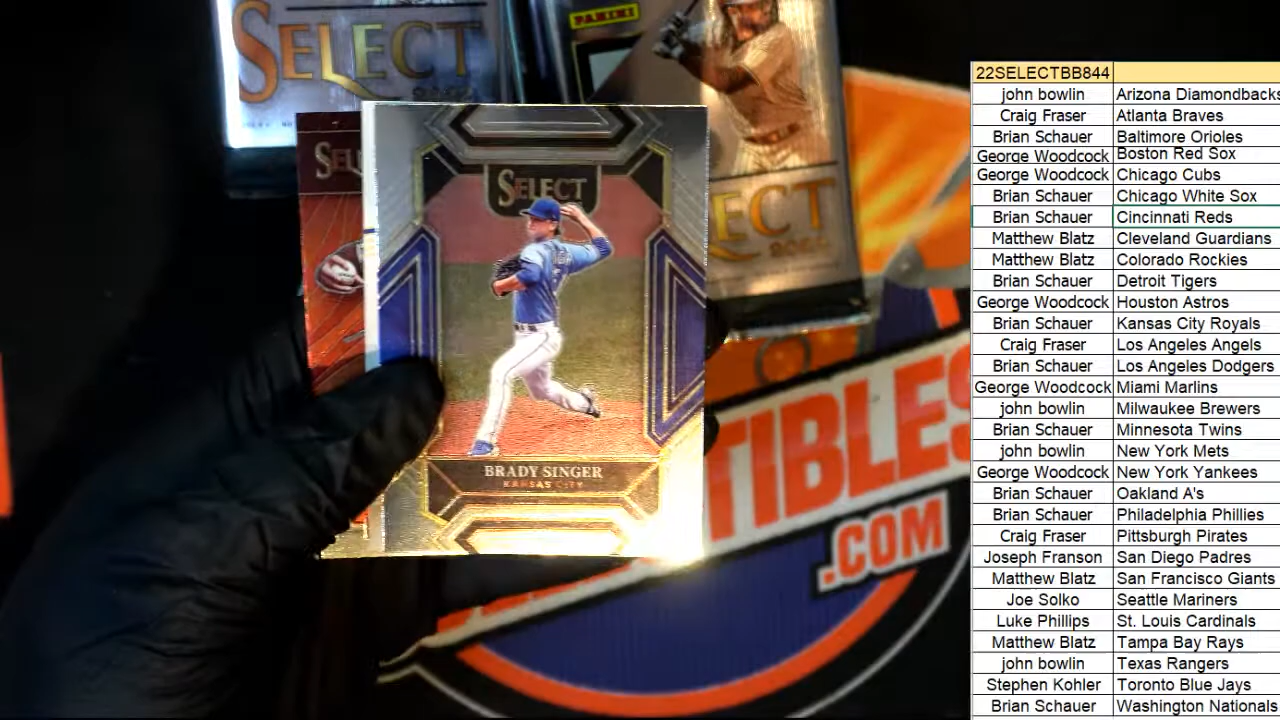 SELECT
PANINI
SELECT
SELECT
BRADY SINGER
KANSAS CITY
TIBLES
.COM
22SELECTBB844
john bowlin Arizona Diamondbacks
Craig Fraser Atlanta Braves
Brian Schauer Baltimore Orioles
George Woodcock Boston Red Sox
George Woodcock Chicago Cubs
Brian Schauer Chicago White Sox
Brian Schauer Cincinnati Reds
Matthew Blatz Cleveland Guardians
Matthew Blatz Colorado Rockies
Brian Schauer Detroit Tigers
George Woodcock Houston Astros
Brian Schauer Kansas City Royals
Craig Fraser Los Angeles Angels
Brian Schauer Los Angeles Dodgers
George Woodcock Miami Marlins
john bowlin Milwaukee Brewers
Brian Schauer Minnesota Twins
john bowlin New York Mets
George Woodcock New York Yankees
Brian Schauer Oakland A's
Brian Schauer Philadelphia Phillies
Craig Fraser Pittsburgh Pirates
Joseph Franson San Diego Padres
Matthew Blatz San Francisco Giants
Joe Solko Seattle Mariners
Luke Phillips St. Louis Cardinals
Matthew Blatz Tampa Bay Rays
john bowlin Texas Rangers
Stephen Kohler Toronto Blue Jays
Brian Schauer Washington Nationals